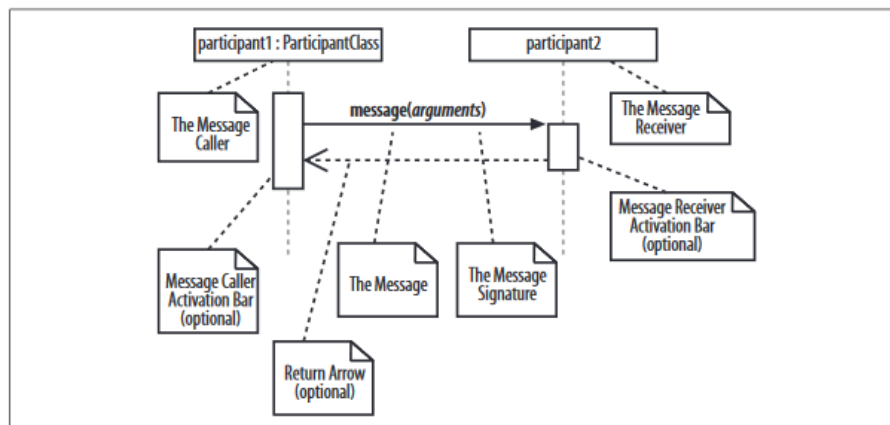 participant1 : ParticipantClass
participant2
The Message
Caller
message(arguments)
The Message
Receiver
Message Receiver
Activation Bar
(optional)
Message Caller
Activation Bar
(optional)
The Message
The Message
Signature
Return Arrow
(optional)